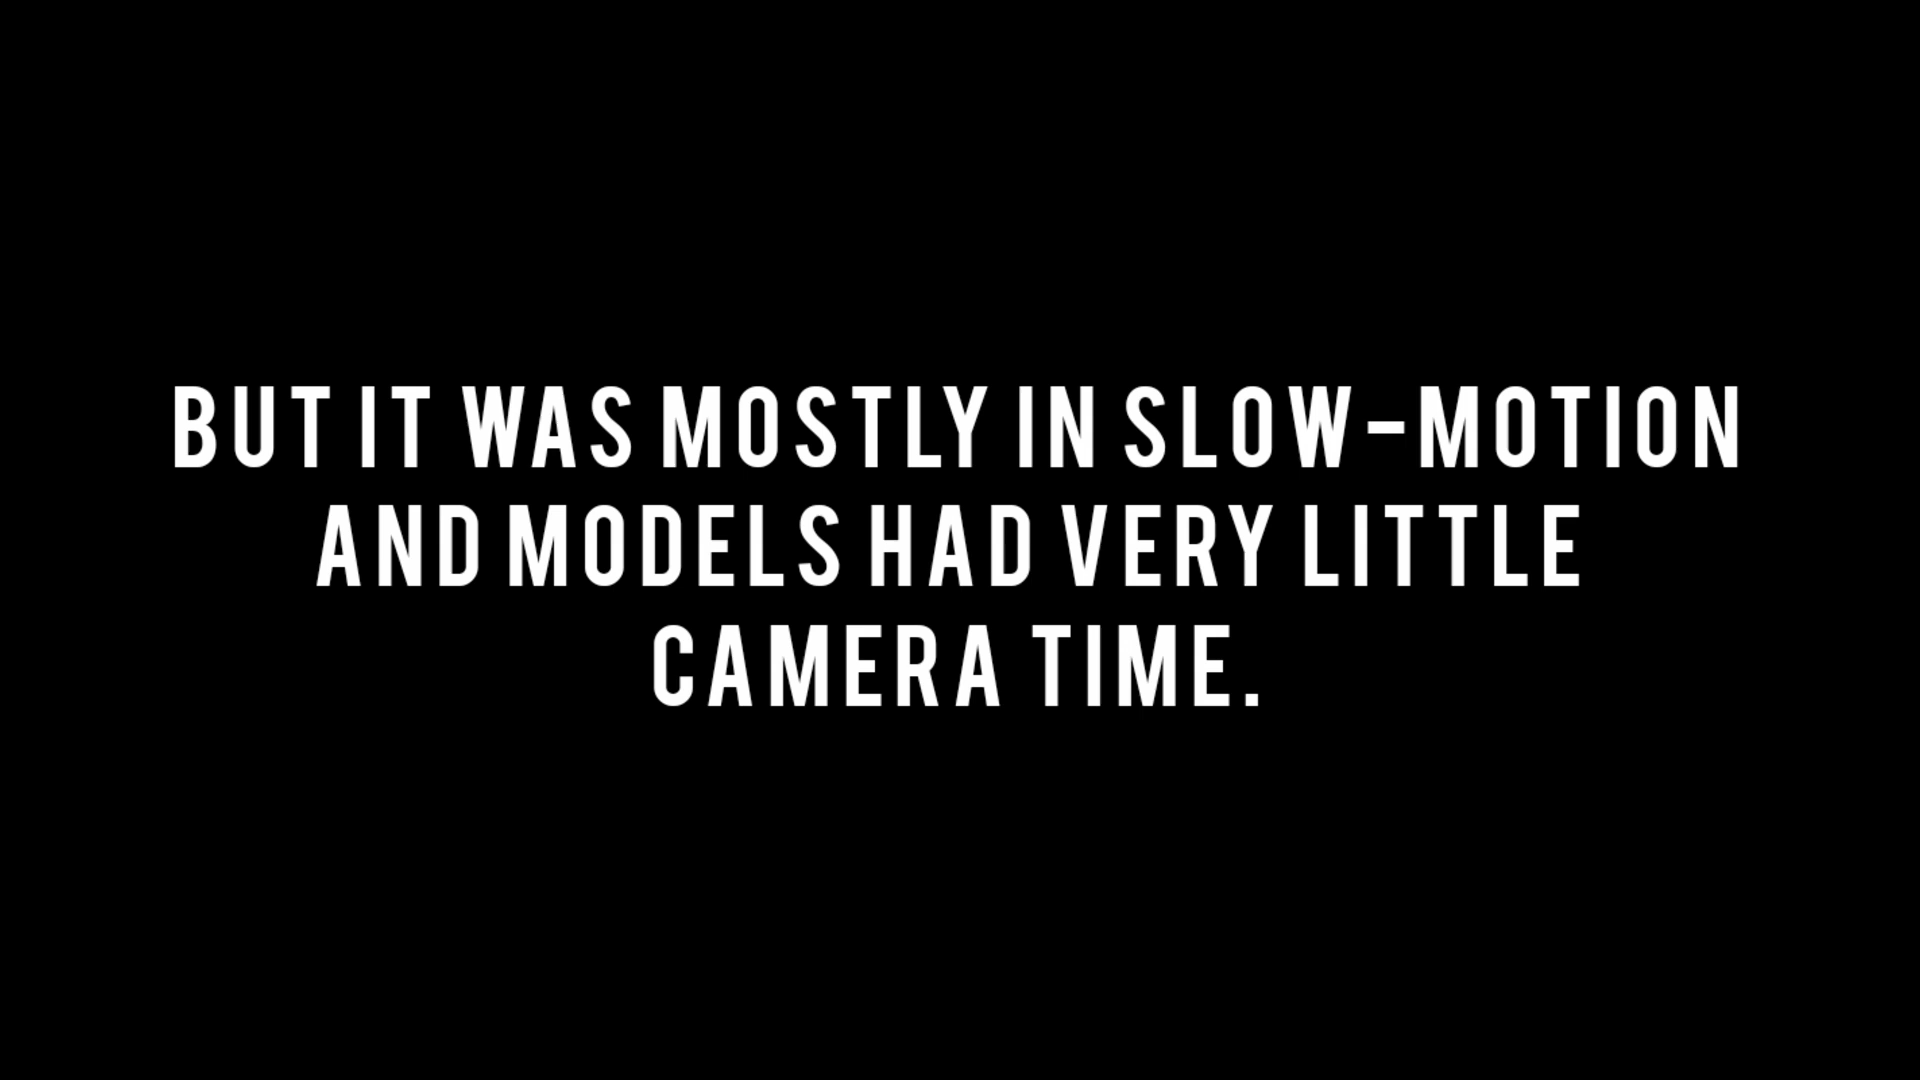 BUT IT WAS MOSTLY IN SLOW-MOTION
AND MODELS HAD VERY LITTLE
CAMERA TIME.